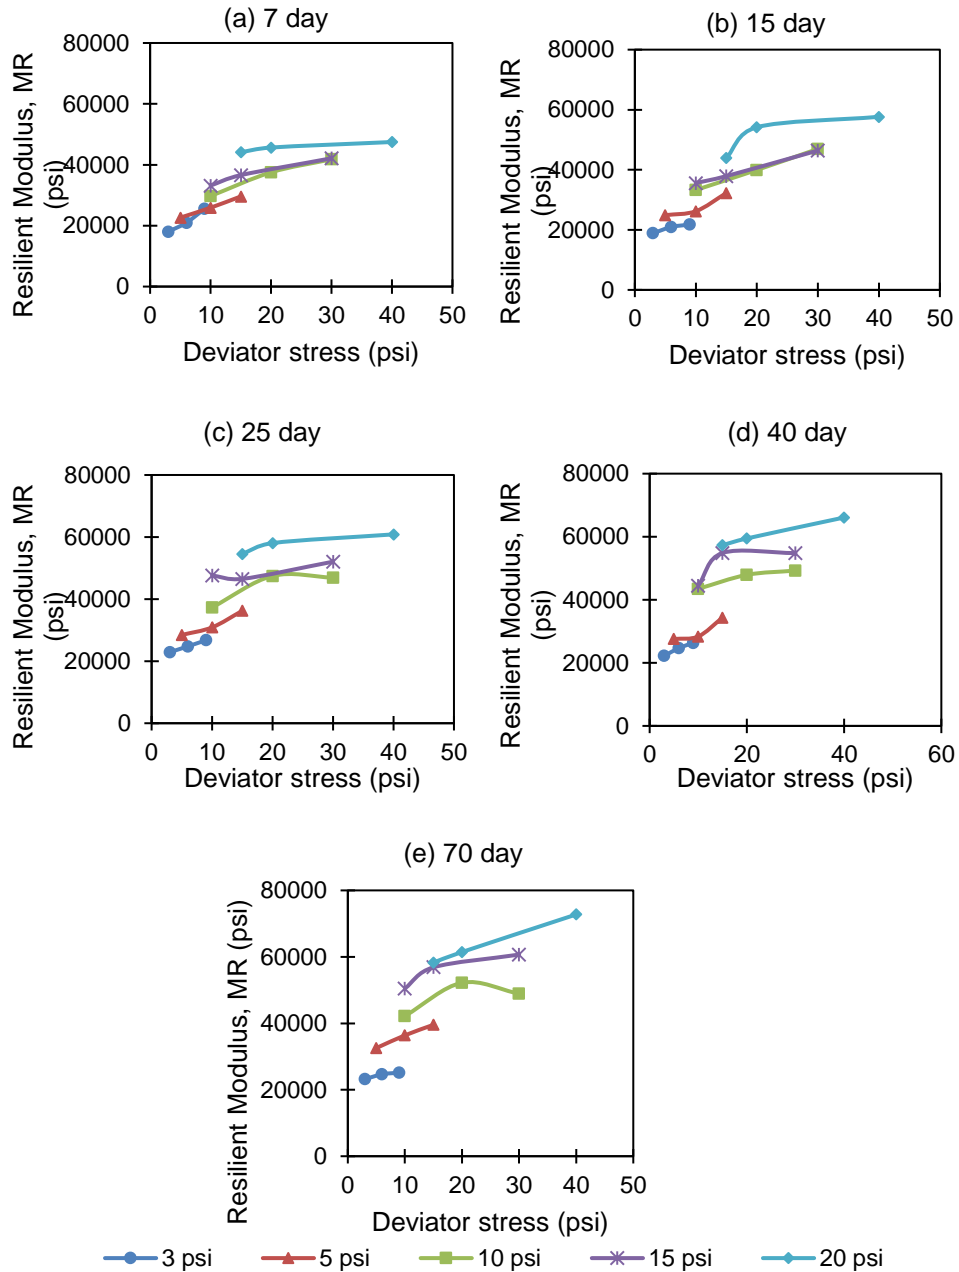 (a) 7 day
Resilient Modulus, MR
(psi)
80000
60000
40000
20000
0
0 10 20 30 40 50
Deviator stress (psi)
(b) 15 day
Resilient Modulus, MR
(psi)
80000
60000
40000
20000
0
0 10 20 30 40 50
Deviator stress (psi)
(c) 25 day
Resilient Modulus, MR
(psi)
80000
60000
40000
20000
0
0 10 20 30 40 50
Deviator stress (psi)
(d) 40 day
Resilient Modulus, MR
(psi)
80000
60000
40000
20000
0
0 20 40 60
Deviator stress (psi)
(e) 70 day
Resilient Modulus, MR (psi)
80000
60000
40000
20000
0
0 10 20 30 40 50
Deviator stress (psi)
3 psi 5 psi 10 psi 15 psi 20 psi